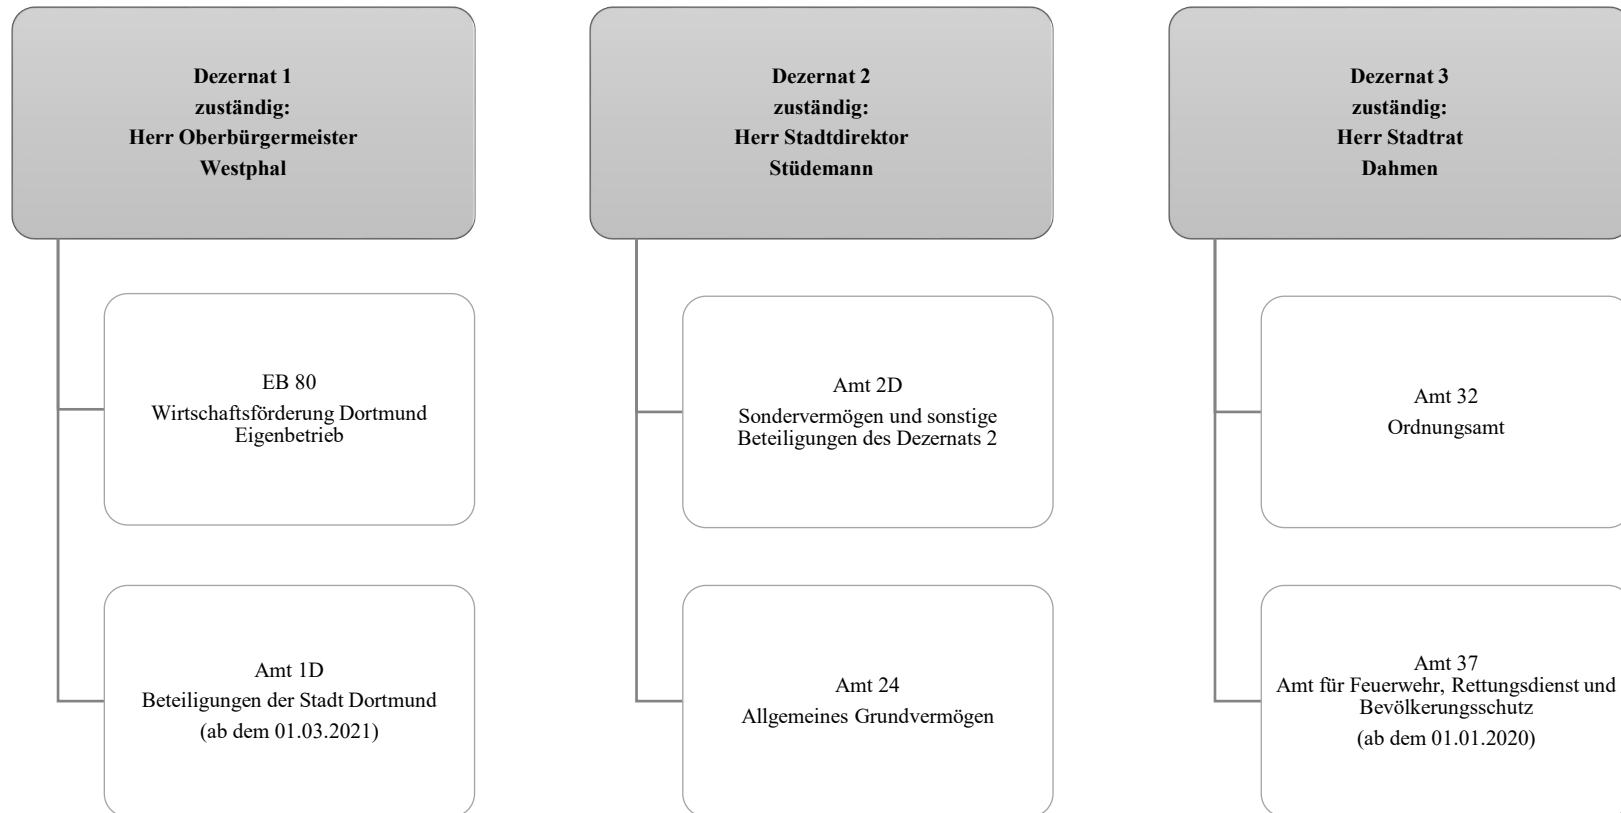 Dezernat 1
zuständig:
Herr Oberbürgermeister
Westphal
EB 80
Wirtschaftsförderung Dortmund
Eigenbetrieb
Amt 1D
Beteiligungen der Stadt Dortmund
(ab dem 01.03.2021)
Dezernat 2
zuständig:
Herr Stadtdirektor
Stüdemann
Amt 2D
Sondervermögen und sonstige
Beteiligungen des Dezernats 2
Amt 24
Allgemeines Grundvermögen
Dezernat 3
zuständig:
Herr Stadtrat
Dahmen
Amt 32
Ordnungsamt
Amt 37
Amt für Feuerwehr, Rettungsdienst und
Bevölkerungsschutz
(ab dem 01.01.2020)